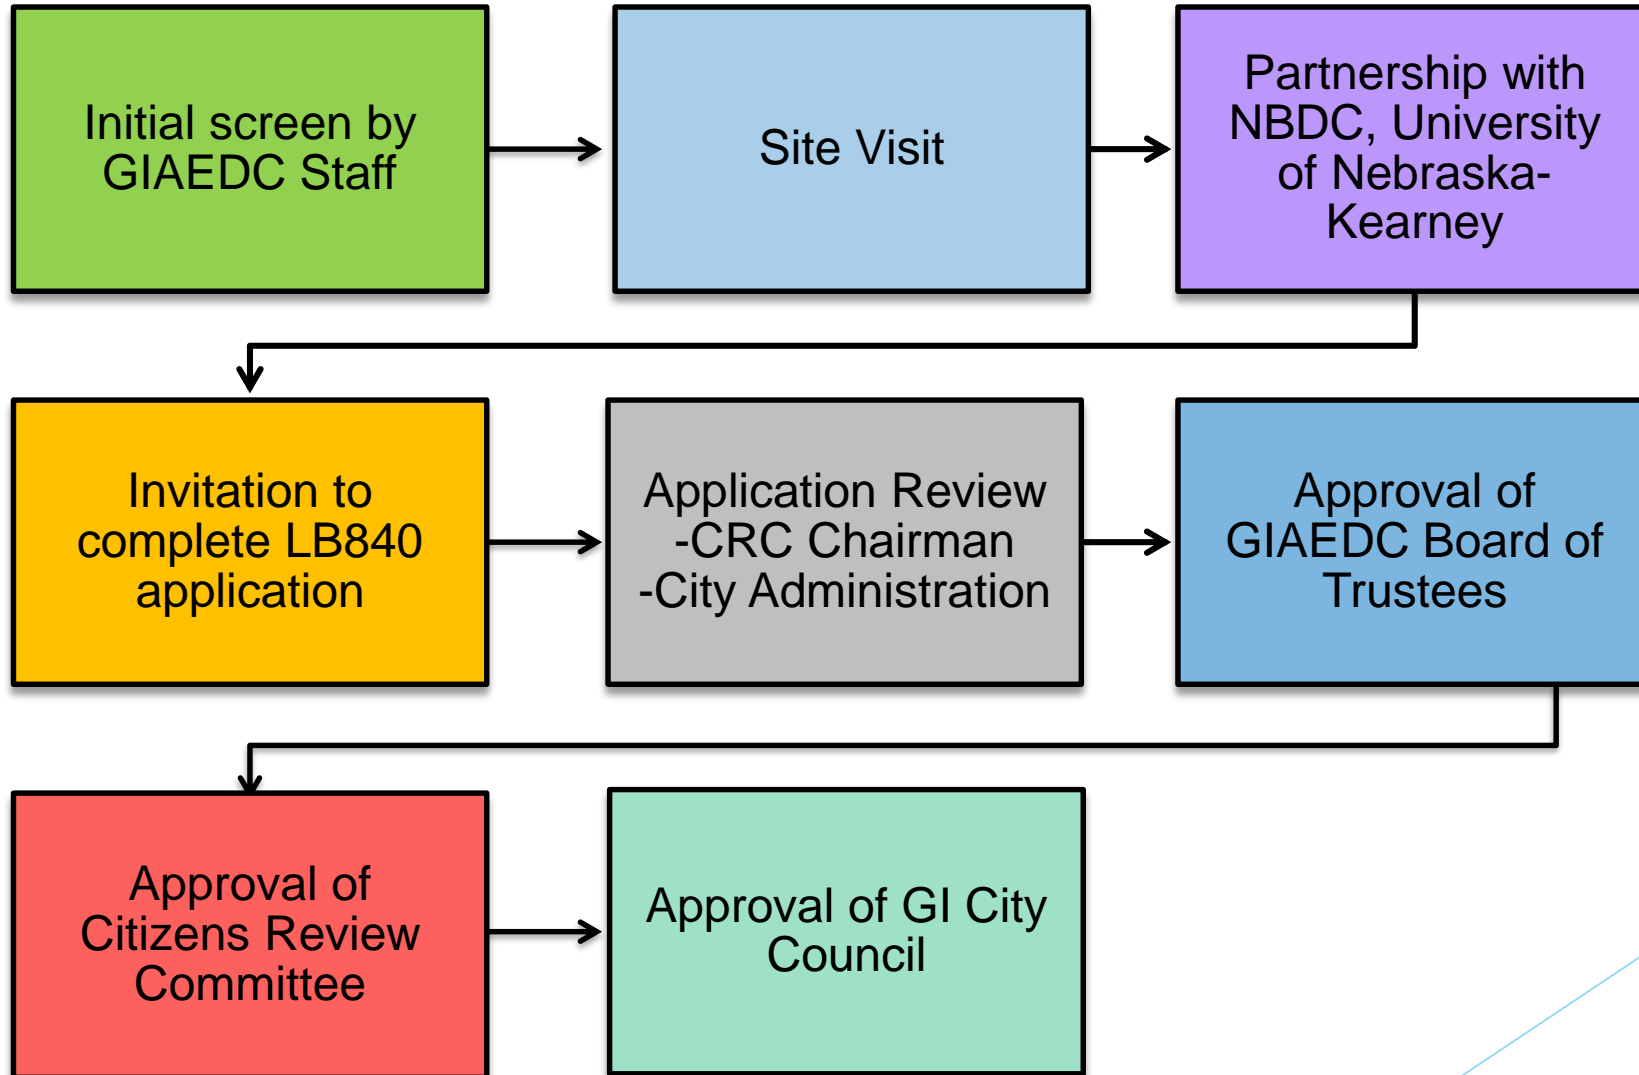 Initial screen by
GIAEDC Staff
Site Visit
Partnership with
NBDC, University
of Nebraska-
Kearney
Invitation to
complete LB840
application
Application Review
-CRC Chairman
-City Administration
Approval of
GIAEDC Board of
Trustees
Approval of
Citizens Review
Committee
Approval of GI City
Council